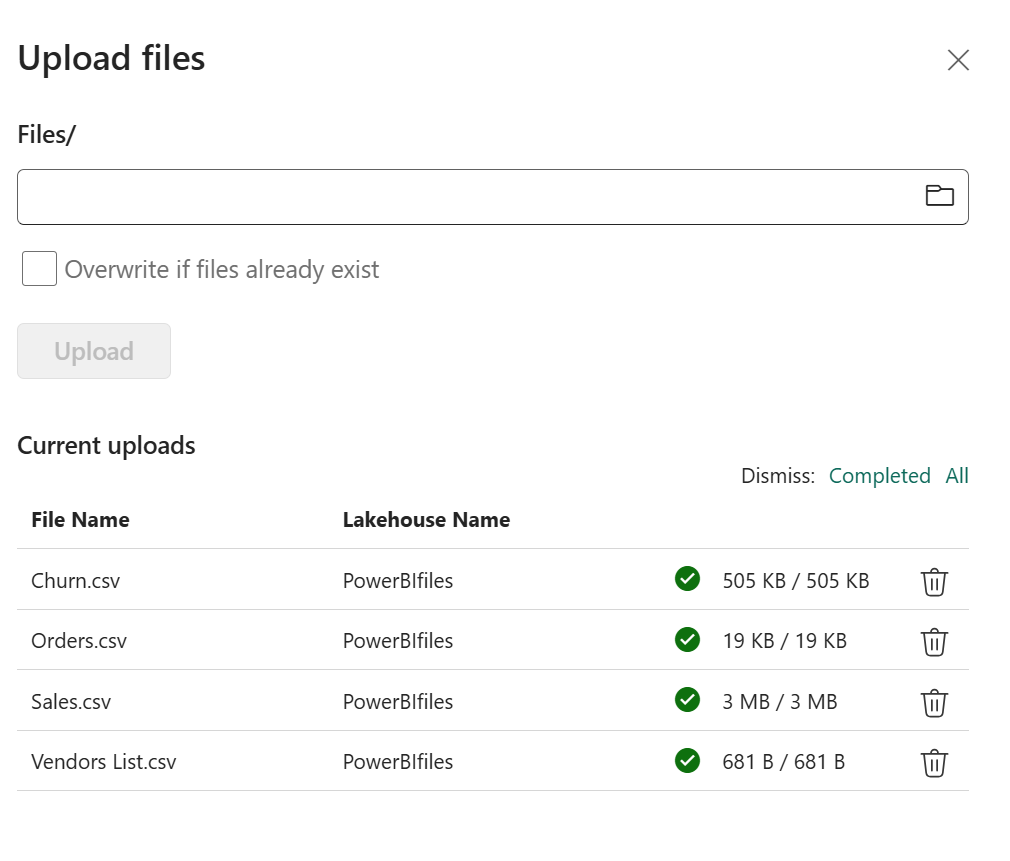 Upload files
Files/
Overwrite if files already exist
Upload
Current uploads
Dismiss: Completed All
File Name Lakehouse Name
Churn.csv PowerBIfiles 505 KB / 505 KB
Orders.csv PowerBIfiles 19 KB / 19 KB
Sales.csv PowerBIfiles 3 MB / 3 MB
Vendors List.csv PowerBIfiles 681 B / 681 B